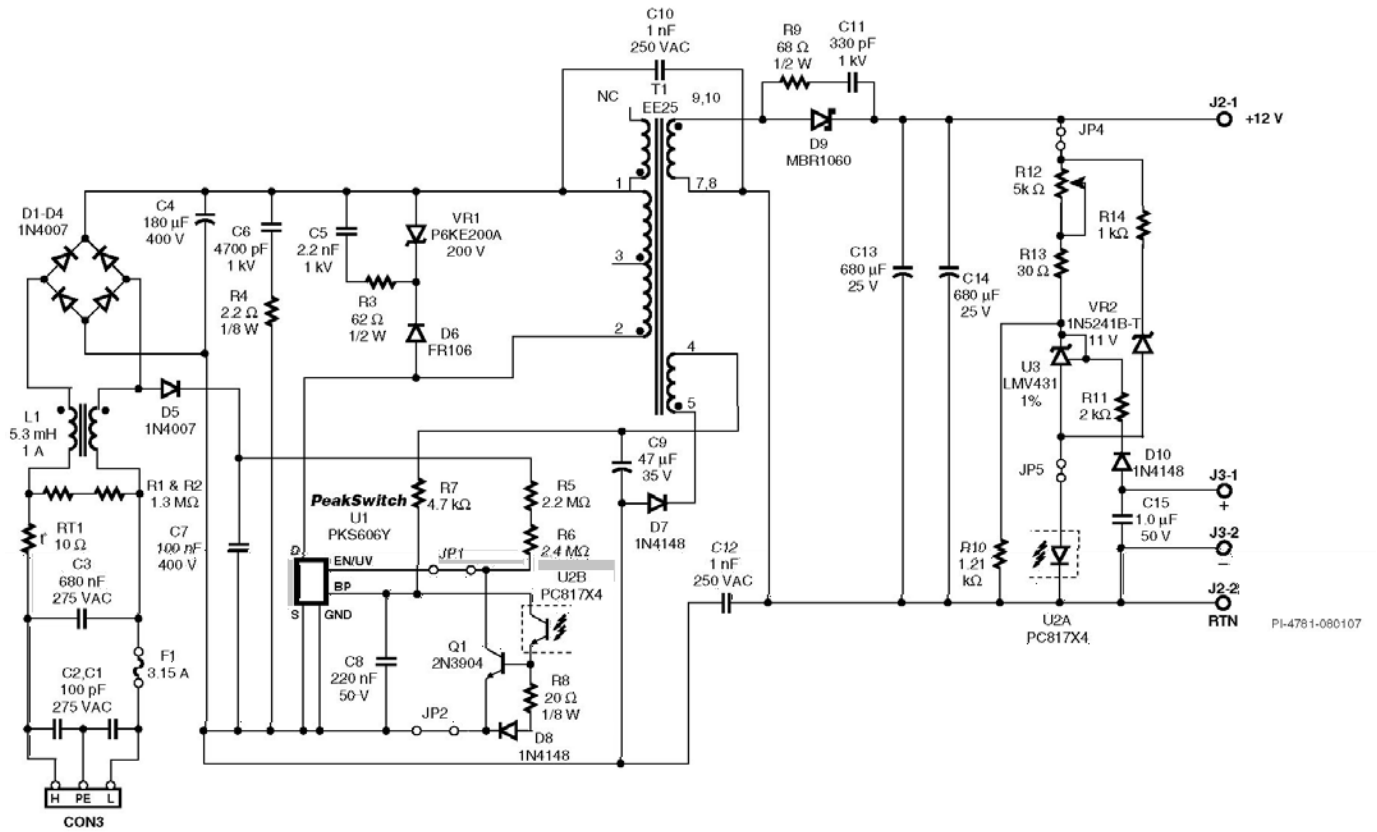 C10
1 nF
250 VAC
R9
68 Ω
1/2 W
C11
330 pF
1 kV
NC
T1
EE25
9,10
D9
MBR1060
J2-1
+12 V
JP4
1
7,8
3
2
4
5
D1-D4
1N4007
C4
180 µF
400 V
C6
4700 pF
1 kV
C5
2.2 nF
1 kV
VR1
P6KE200A
200 V
R12
5k Ω
R14
1 kΩ
R13
30 Ω
C13
680 µF
25 V
C14
680 µF
25 V
R4
2.2 Ω
1/8 W
R3
62 Ω
1/2 W
D6
FR106
VR2
1N5241B-T
11 V
U3
LMV431
1%
R11
2 kΩ
D5
1N4007
L1
5.3 mH
1 A
C9
47 µF
35 V
JP5
D10
1N4148
R1 & R2
1.3 MΩ
PeakSwitch
U1
PKS606Y
R7
4.7 kΩ
R5
2.2 MΩ
R6
2.4 MΩ
D7
1N4148
J3-1
+
C15
1.0 µF
50 V
J3-2
–
t
RT1
10 Ω
C7
100 nF
400 V
C3
680 nF
275 VAC
D
EN/UV
JP1
BP
S
GND
U2B
PC817X4
C12
1 nF
250 VAC
R10
1.21
kΩ
J2-2
RTN
U2A
PC817X4
PI-4781-080107
F1
3.15 A
C2,C1
100 pF
275 VAC
C8
220 nF
50 V
Q1
2N3904
R8
20 Ω
1/8 W
JP2
D8
1N4148
H PE L
CON3